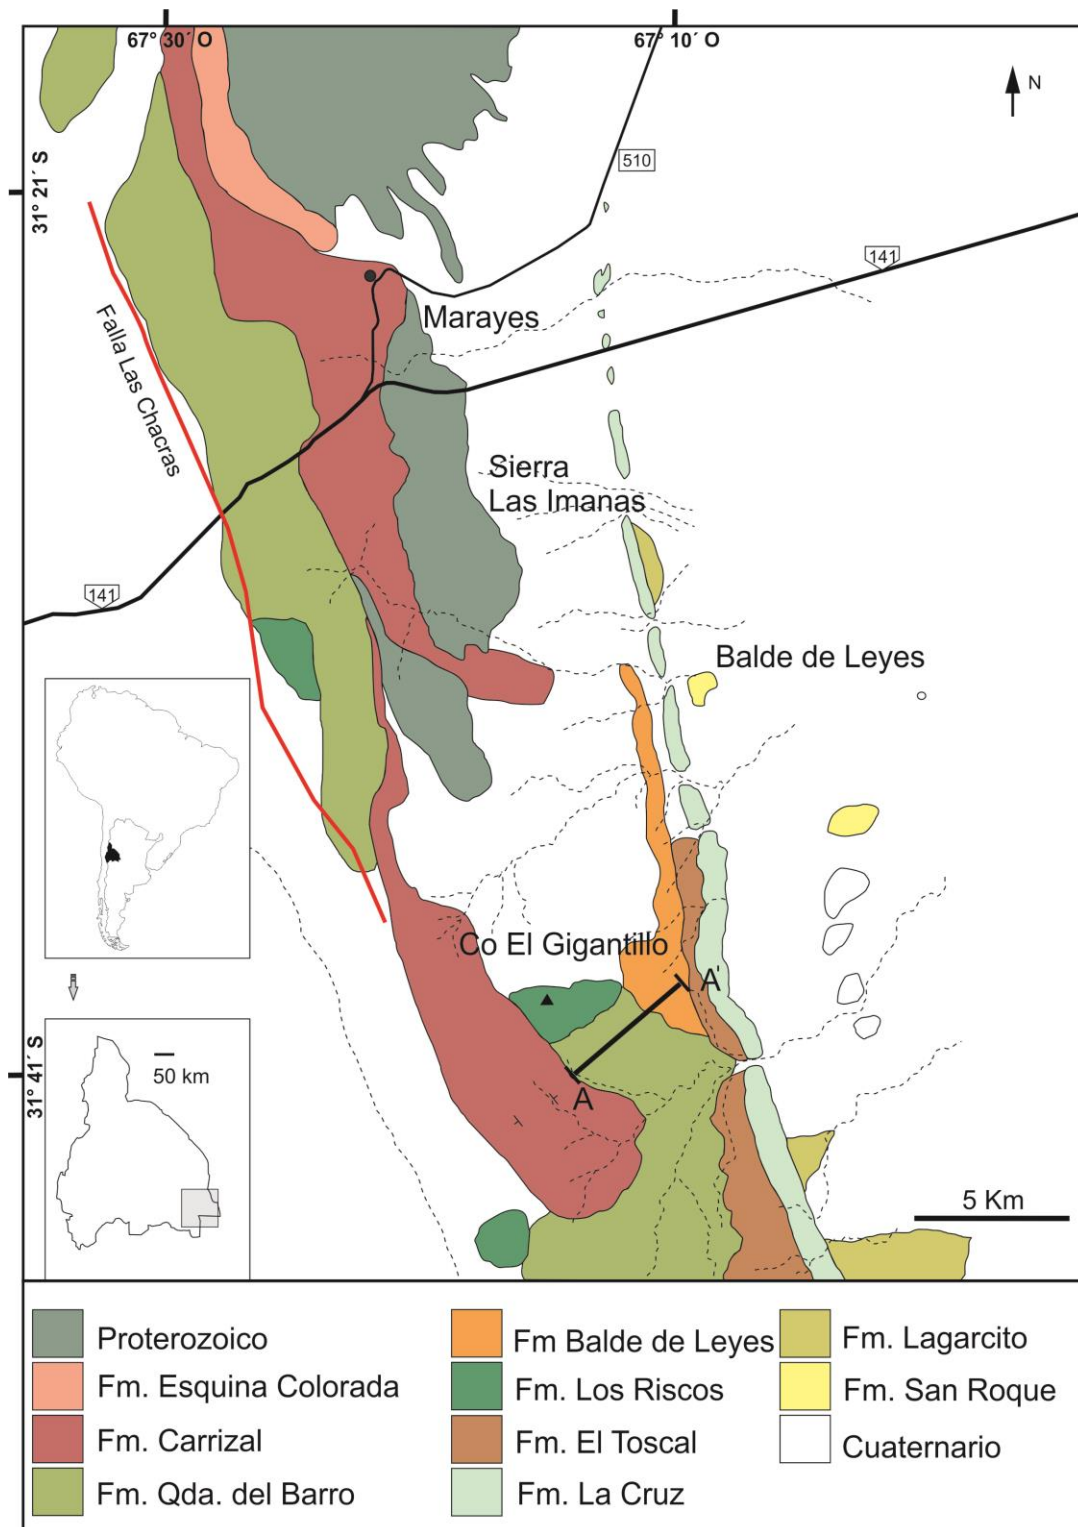 67° 30´ O
67° 10´ O
N
31° 21´ S
510
141
Marayes
Falla Las Chacras
Sierra
Las Imanas
141
Balde de Leyes
Co El Gigantillo
A'
A
31° 41´ S
50 km
5 Km
Proterozoico
Fm. Esquina Colorada
Fm. Carrizal
Fm. Qda. del Barro
Fm Balde de Leyes
Fm. Los Riscos
Fm. El Toscal
Fm. La Cruz
Fm. Lagarcito
Fm. San Roque
Cuaternario